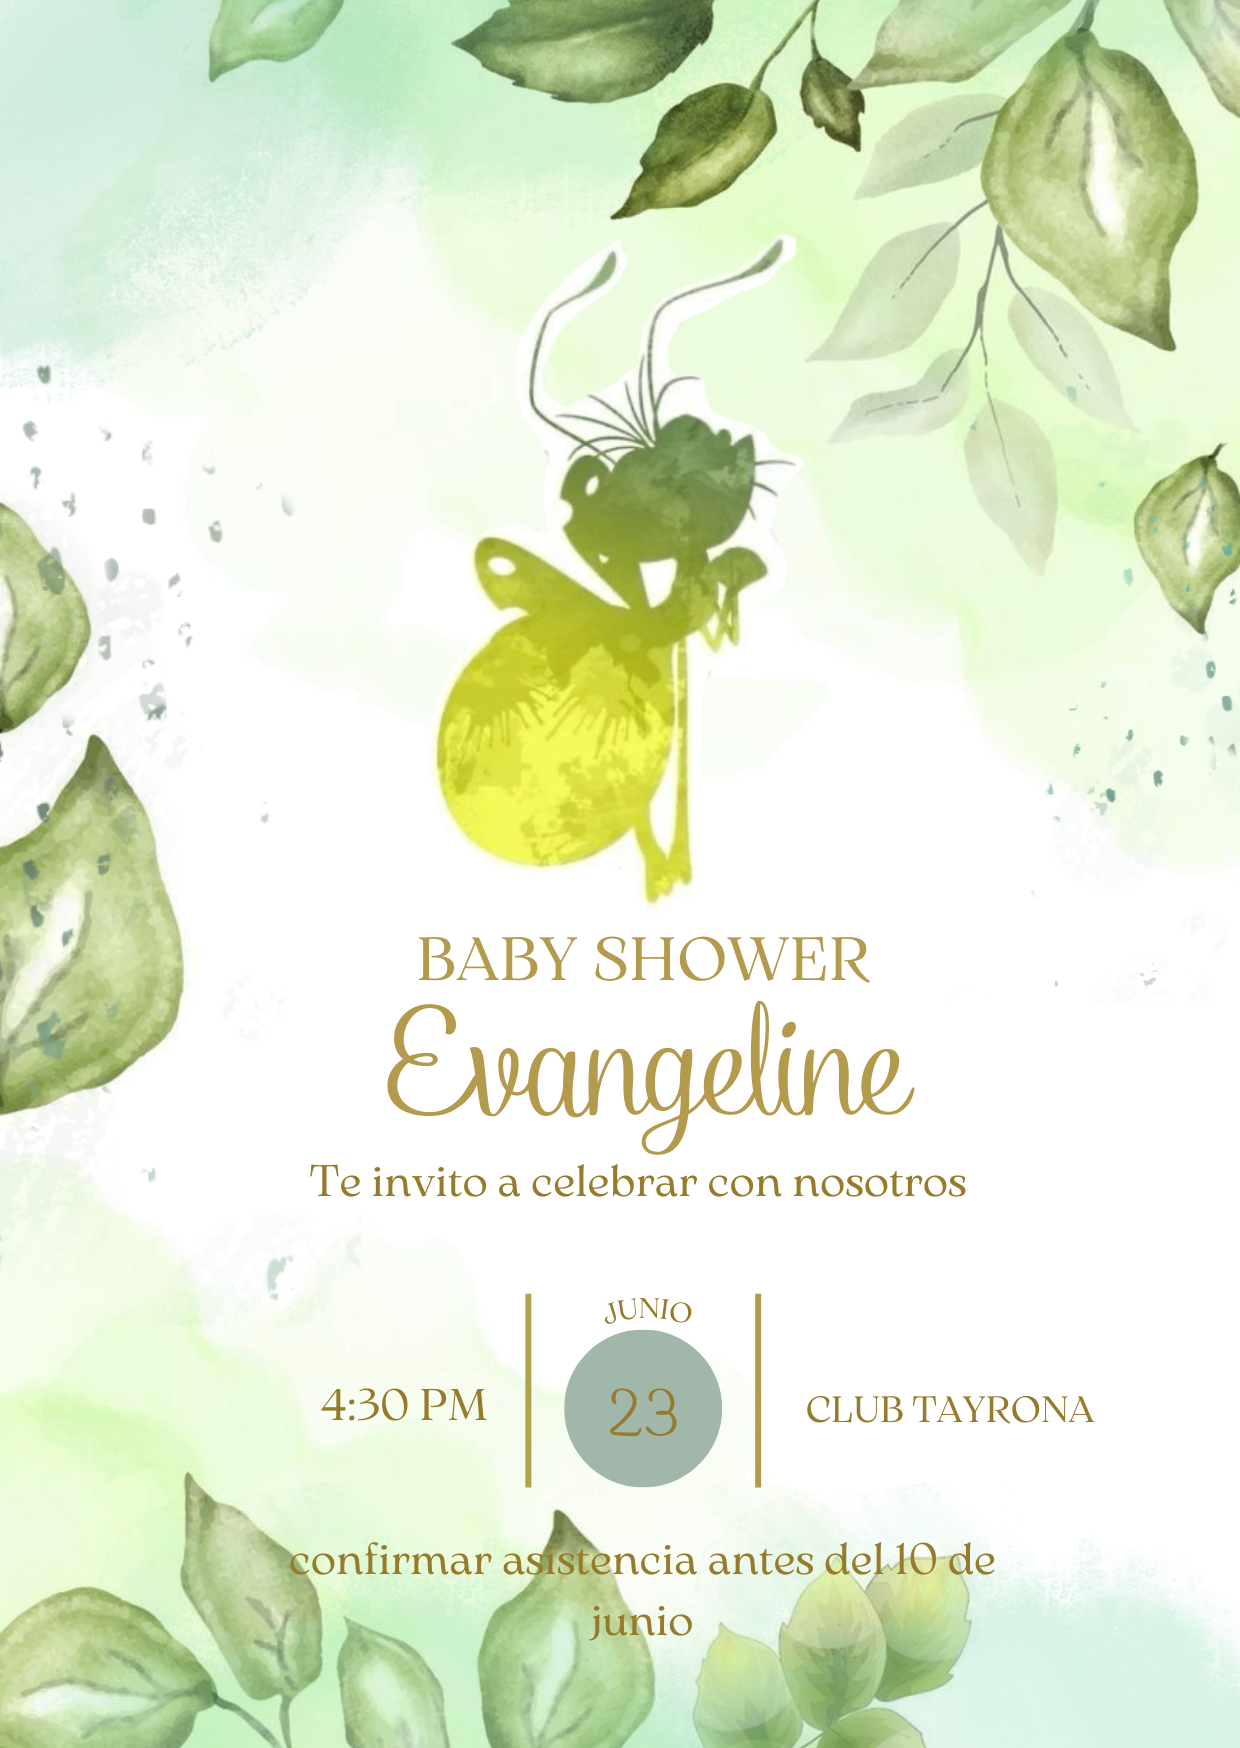 BABY SHOWER
Evangeline
Te invito a celebrar con nosotros
JUNIO
4:30 PM
23
CLUB TAYRONA
confirmar asistencia antes del 10 de
junio